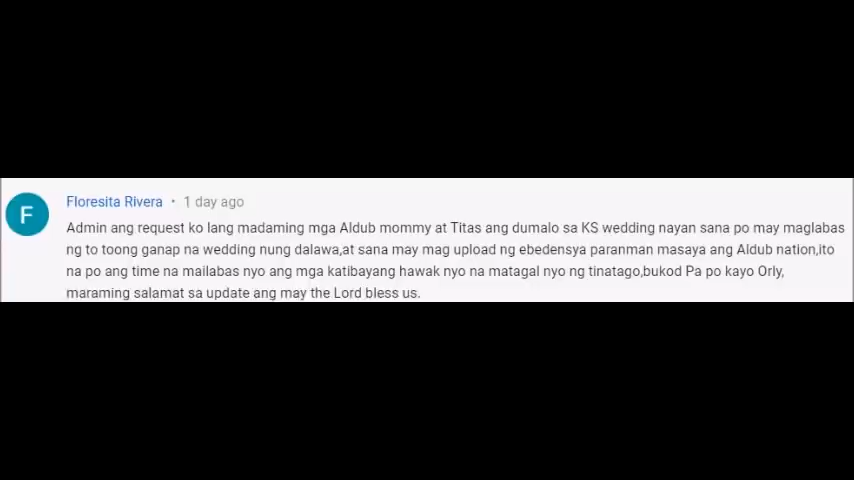 F
Floresita Rivera • 1 day ago
Admin ang request ko lang madaming mga Aldub mommy at Titas ang dumalo sa KS wedding nayan sana po may maglabas
ng to toong ganap na wedding nung dalawa,at sana may mag upload ng ebedensya paranman masaya ang Aldub nation,ito
na po ang time na mailabas nyo ang mga katibayang hawak nyo na matagal nyo ng tinatago,bukod Pa po kayo Orly,
maraming salamat sa update ang may the Lord bless us.